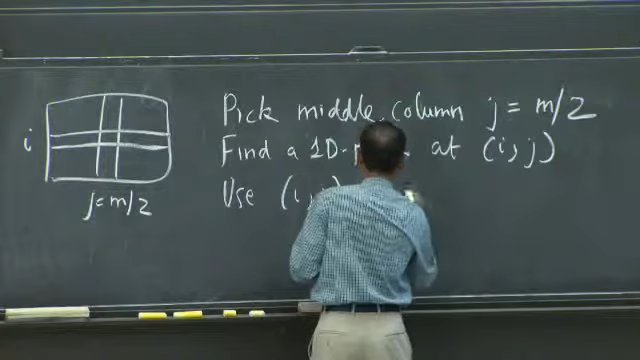 i
j=m/2
Pick middle column j = m/2
Find a 1D- at (i, j)
Use (i, j)